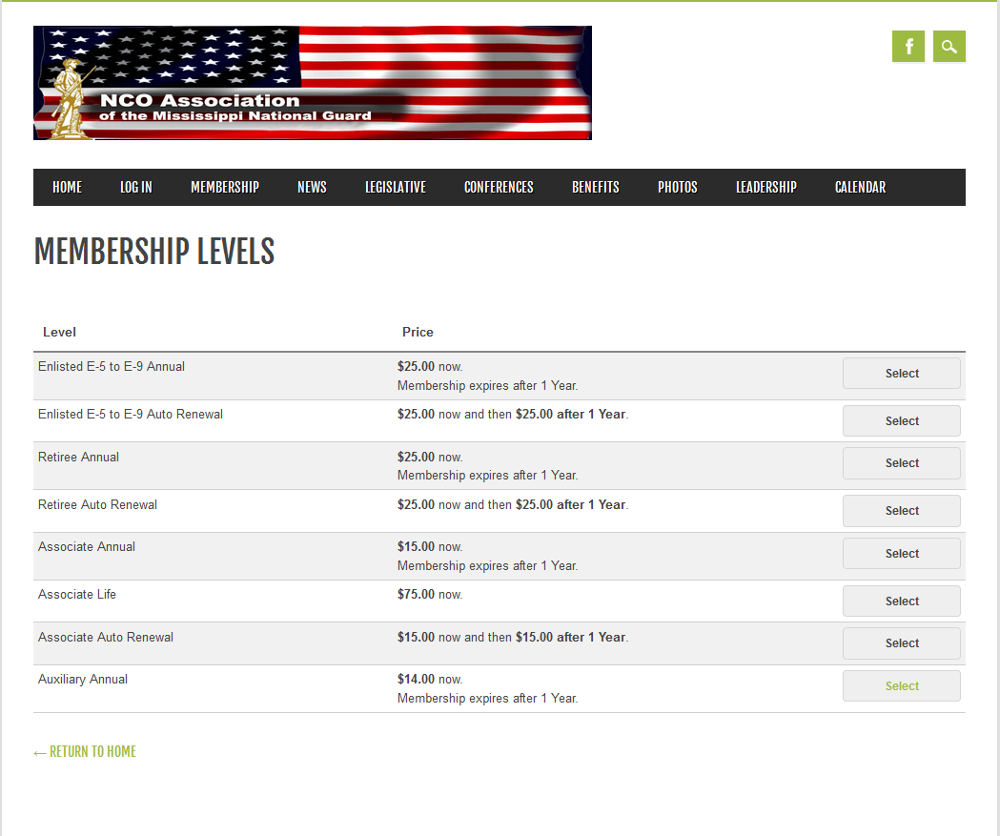 NCO Association
of the Mississippi National Guard
f
HOME LOG IN MEMBERSHIP NEWS LEGISLATIVE CONFERENCES BENEFITS PHOTOS LEADERSHIP CALENDAR
MEMBERSHIP LEVELS
Level Price
Enlisted E-5 to E-9 Annual $25.00 now. Select
Membership expires after 1 Year.
Enlisted E-5 to E-9 Auto Renewal $25.00 now and then $25.00 after 1 Year. Select
Retiree Annual $25.00 now. Select
Membership expires after 1 Year.
Retiree Auto Renewal $25.00 now and then $25.00 after 1 Year. Select
Associate Annual $15.00 now. Select
Membership expires after 1 Year.
Associate Life $75.00 now. Select
Associate Auto Renewal $15.00 now and then $15.00 after 1 Year. Select
Auxiliary Annual $14.00 now. Select
Membership expires after 1 Year.
← RETURN TO HOME